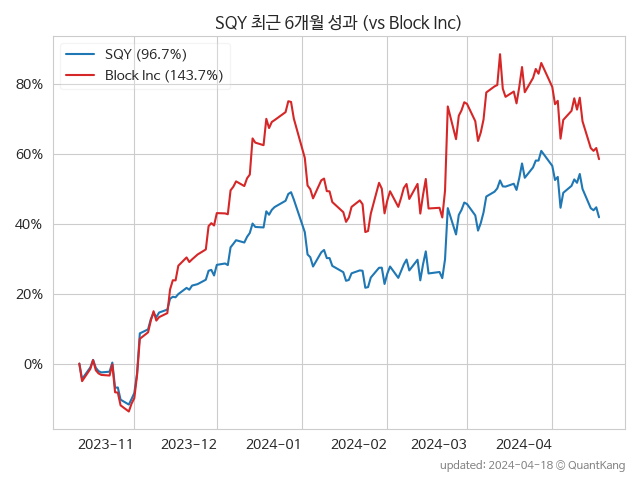 SQY 최근 6개월 성과 (vs Block Inc)
SQY (96.7%)
Block Inc (143.7%)
80%
60%
40%
20%
0%
2023-11 2023-12 2024-01 2024-02 2024-03 2024-04
updated: 2024-04-18 © QuantKang